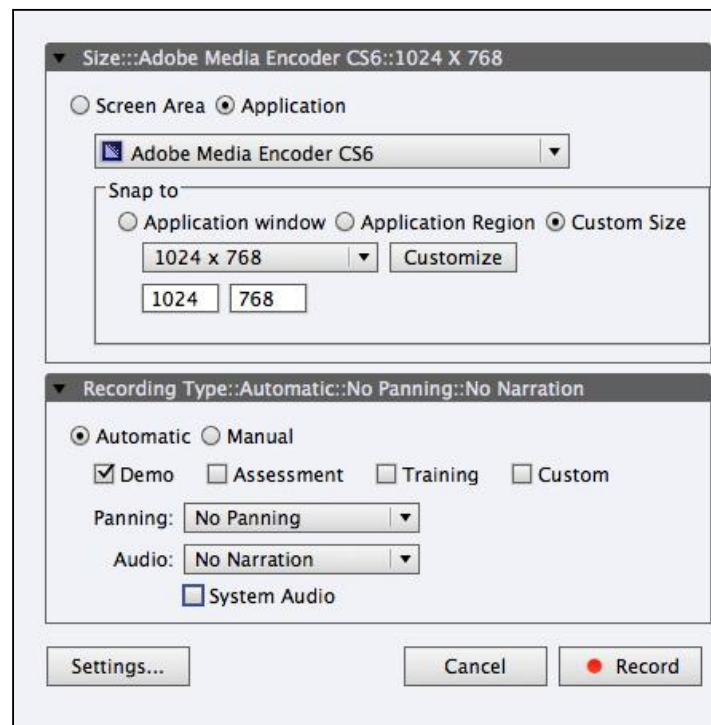 Size:::Adobe Media Encoder CS6::1024 X 768
Screen Area Application
Adobe Media Encoder CS6
Snap to
Application window Application Region Custom Size
1024 x 768 Customize
1024 768
Recording Type::Automatic::No Panning::No Narration
Automatic Manual
Demo Assessment Training Custom
Panning: No Panning
Audio: No Narration
System Audio
Settings... Cancel Record